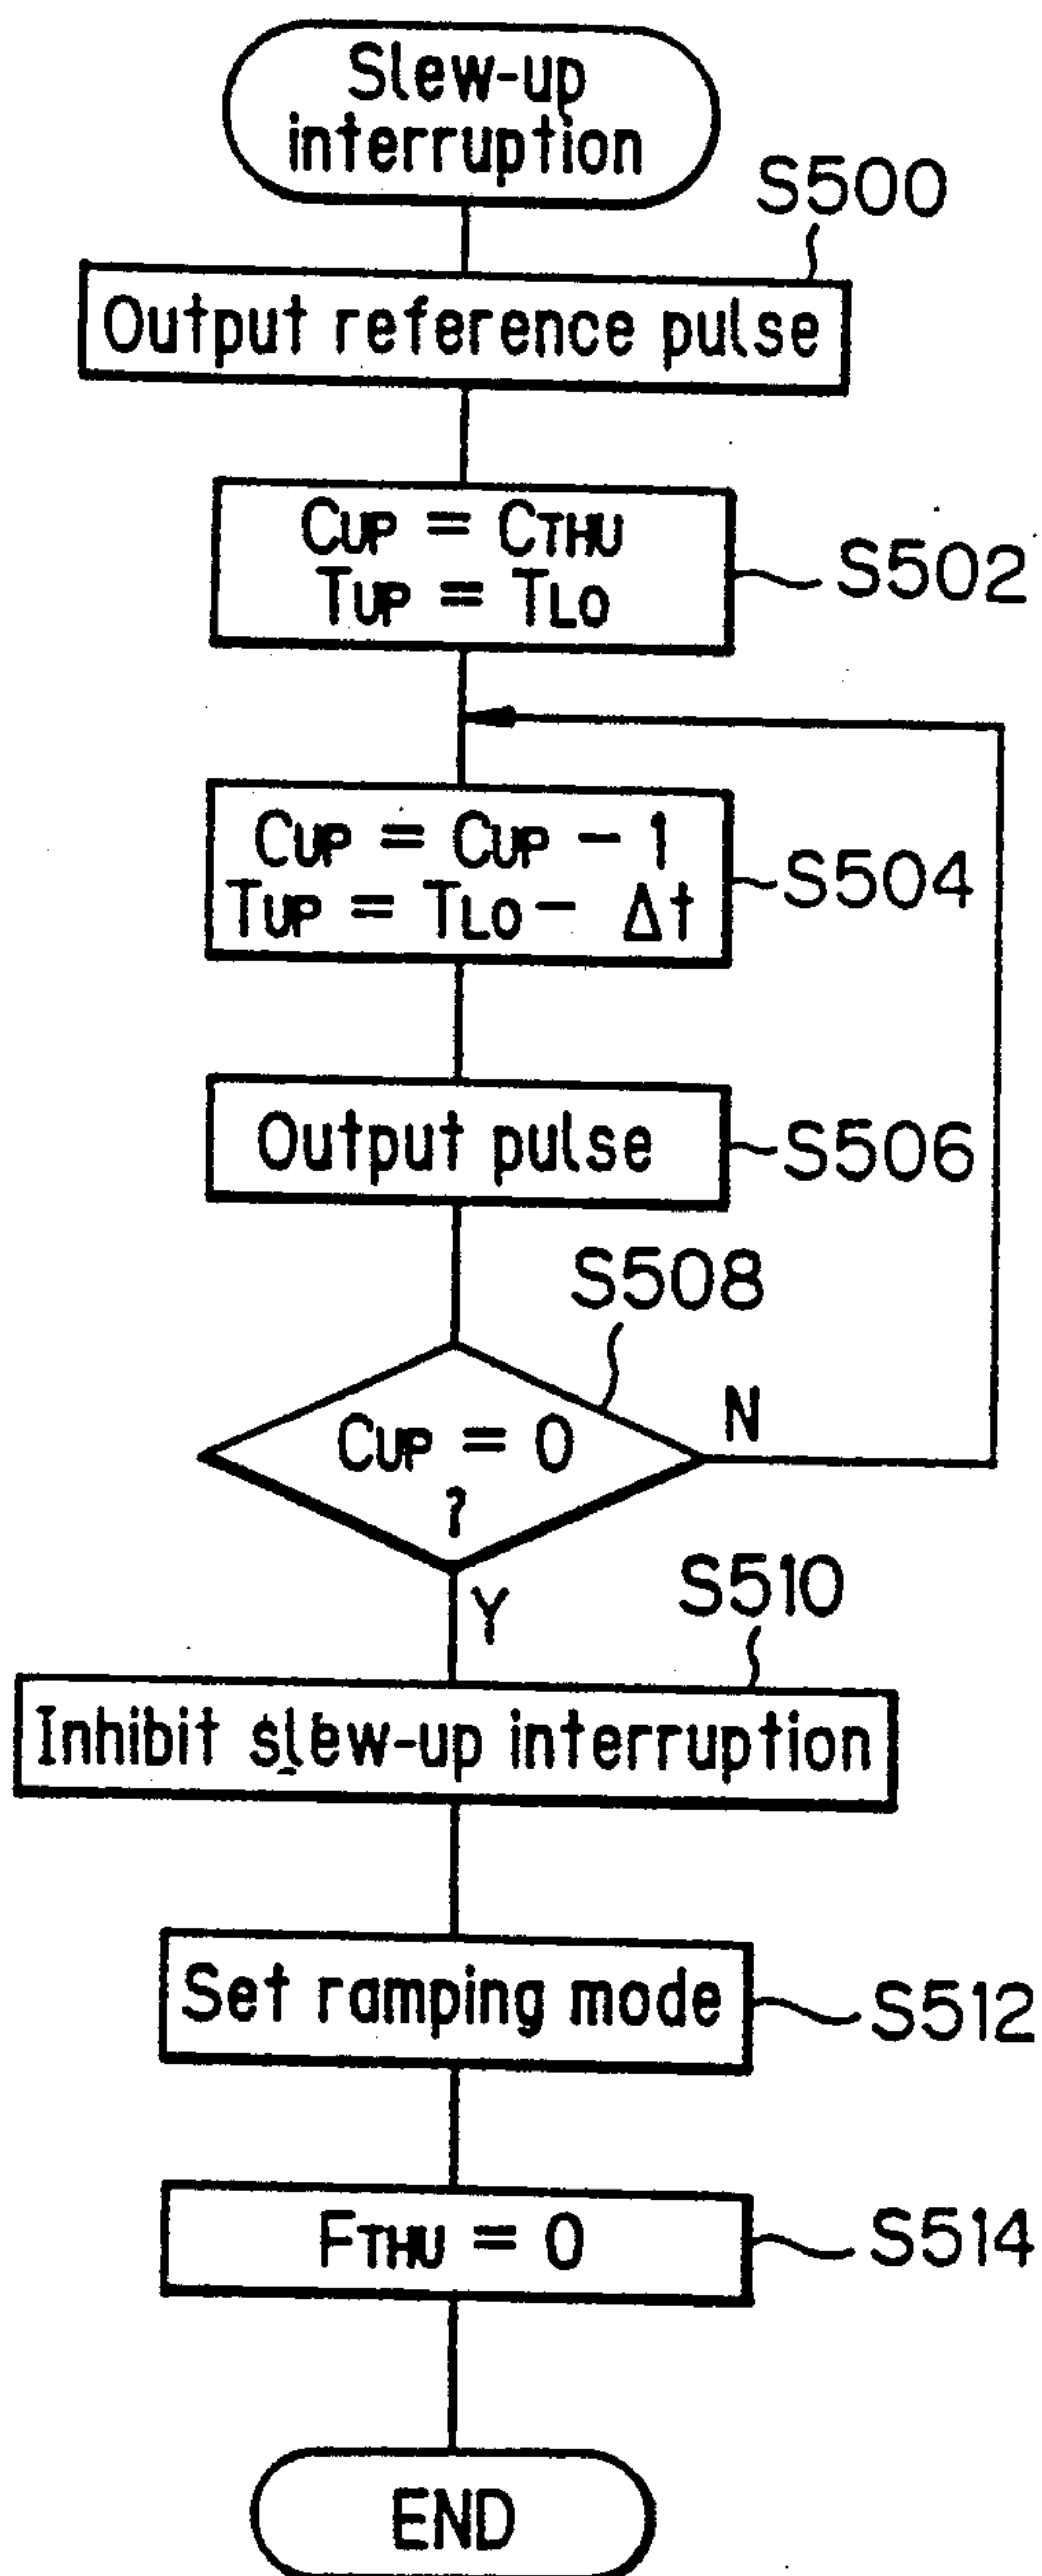 Slew-up
interruption
S500
Output reference pulse
CUP = CTHU
TUP = TLO
S502
CUP = CUP - 1
TUP = TLO - Δt
S504
Output pulse
S506
S508
CUP = 0
?
N
Y
S510
Inhibit slew-up interruption
Set ramping mode
S512
FTHU = 0
S514
END